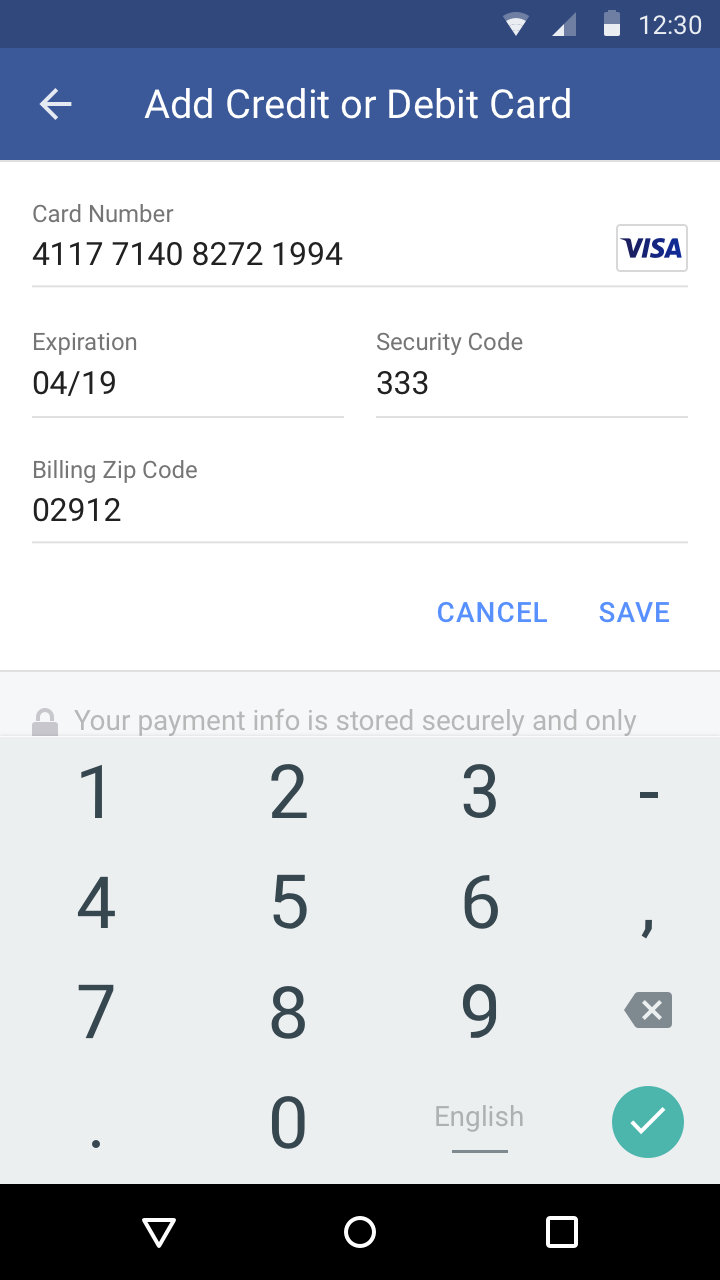 12:30
Add Credit or Debit Card
Card Number
4117 7140 8272 1994
VISA
Expiration
Security Code
04/19
333
Billing Zip Code
02912
CANCEL SAVE
Your payment info is stored securely and only
1 2 3 -
4 5 6 ,
7 8 9
. 0 English